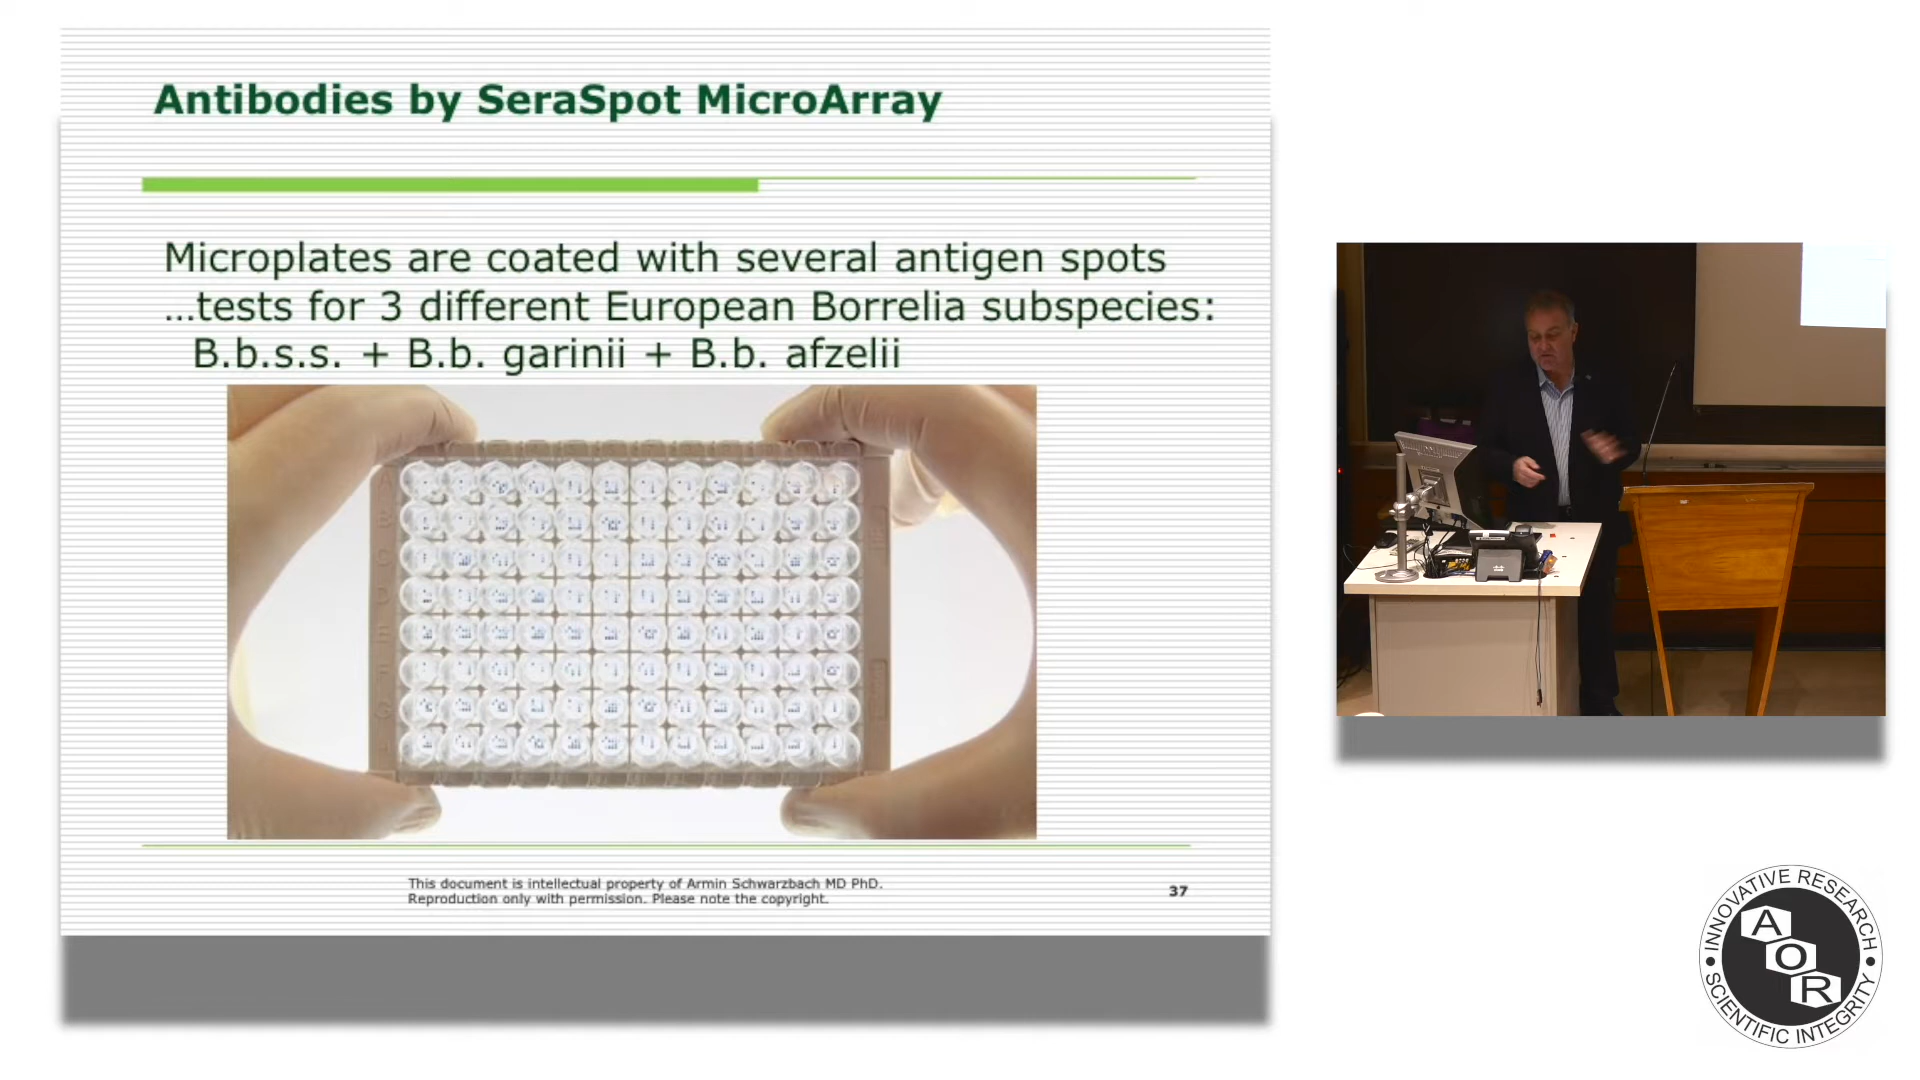 Antibodies by SeraSpot MicroArray
Microplates are coated with several antigen spots
...tests for 3 different European Borrelia subspecies:
B.b.s.s. + B.b. garinii + B.b. afzelii
This document is intellectual property of Armin Schwarzbach MD PhD.
Reproduction only with permission. Please note the copyright.
37
INNOVATIVE RESEARCH
AOR
SCIENTIFIC INTEGRITY